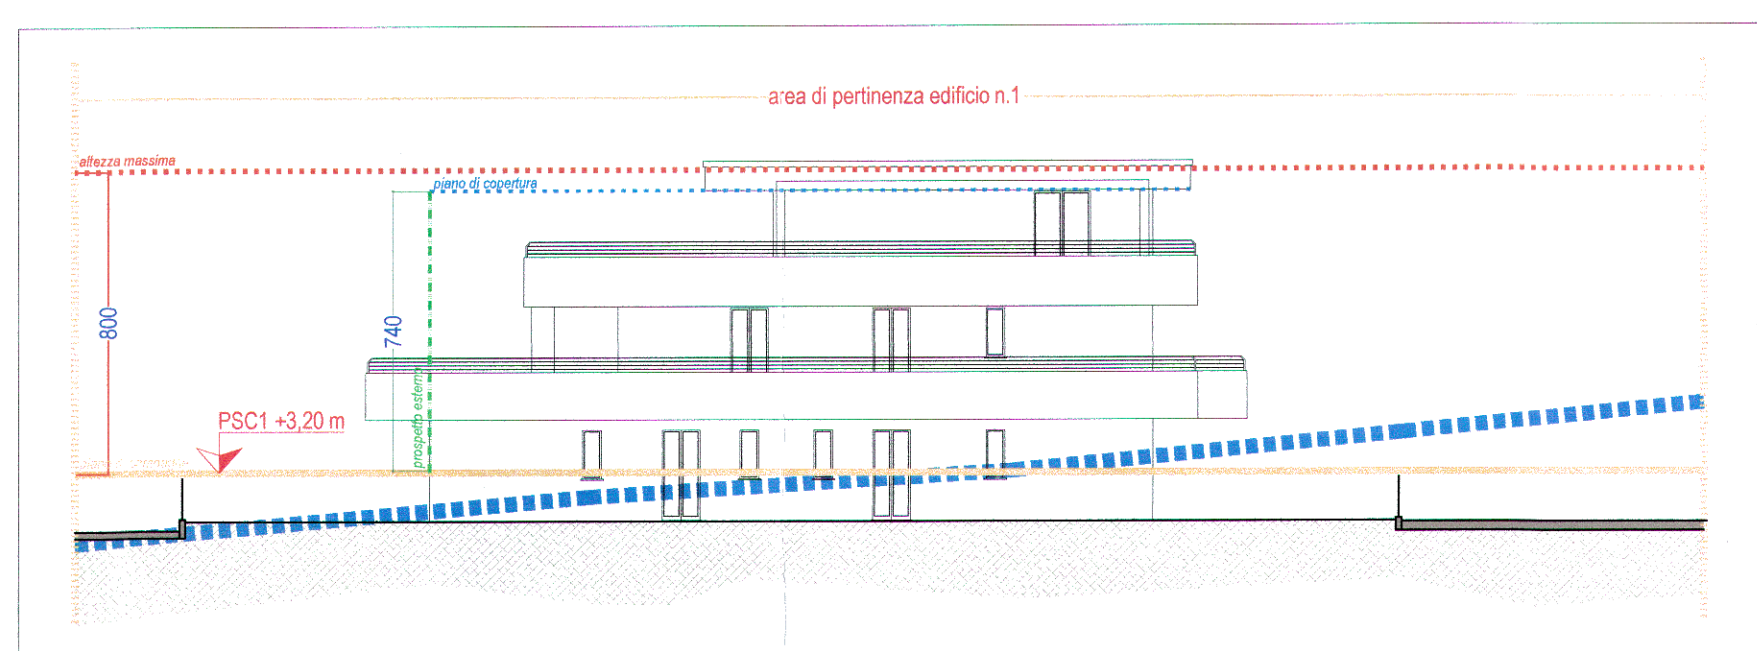 area di pertinenza edificio n.1
altezza massima
piano di copertura
800
740
prospetto esterno
PSC1 +3,20 m